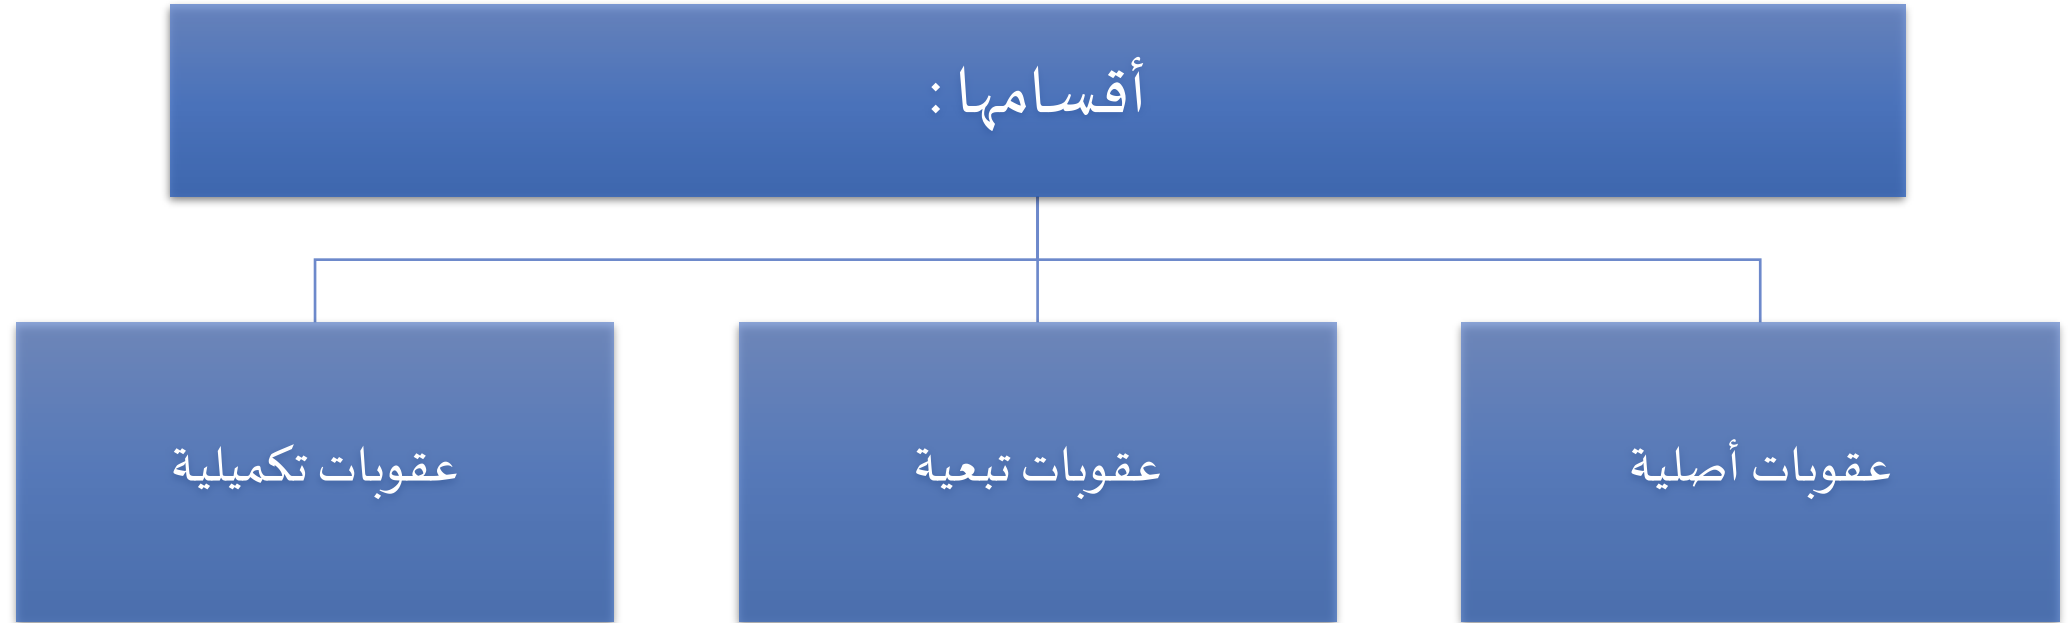 أقسامها :
عقوبات أصلية
عقوبات تبعية
عقوبات تكميلية